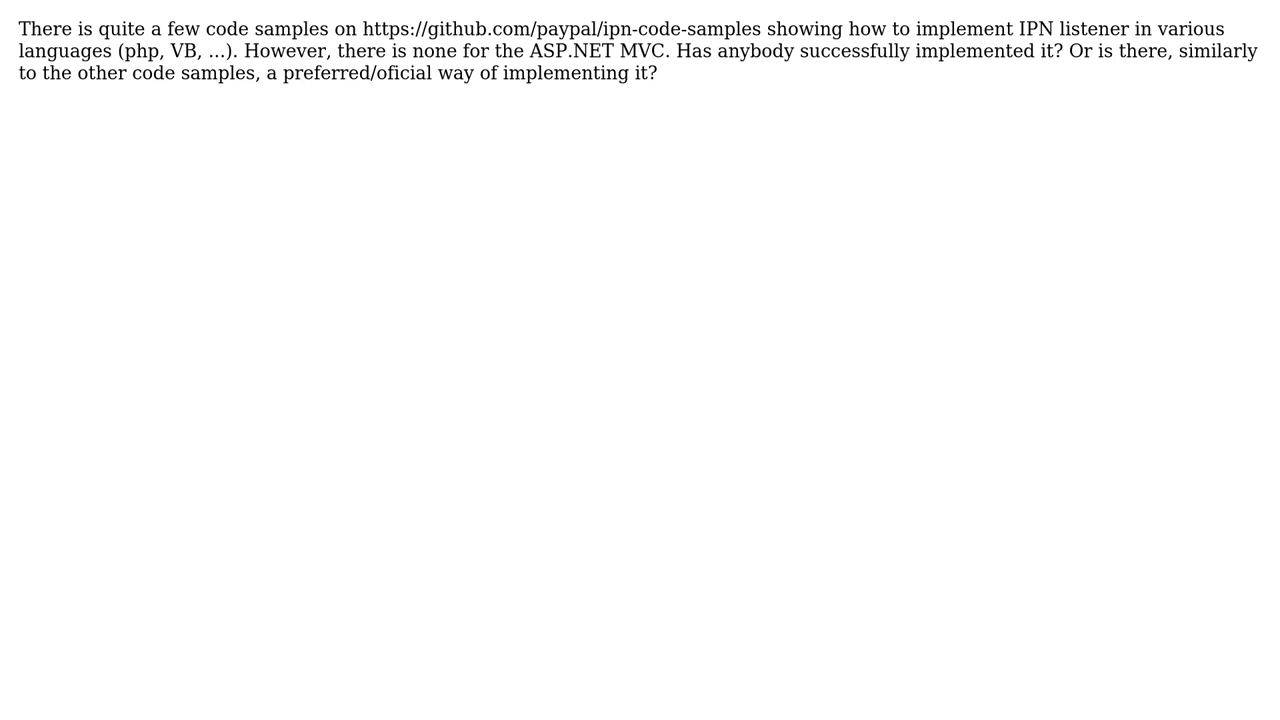 There is quite a few code samples on https://github.com/paypal/ipn-code-samples showing how to implement IPN listener in various
languages (php, VB, ...). However, there is none for the ASP.NET MVC. Has anybody successfully implemented it? Or is there, similarly
to the other code samples, a preferred/oficial way of implementing it?